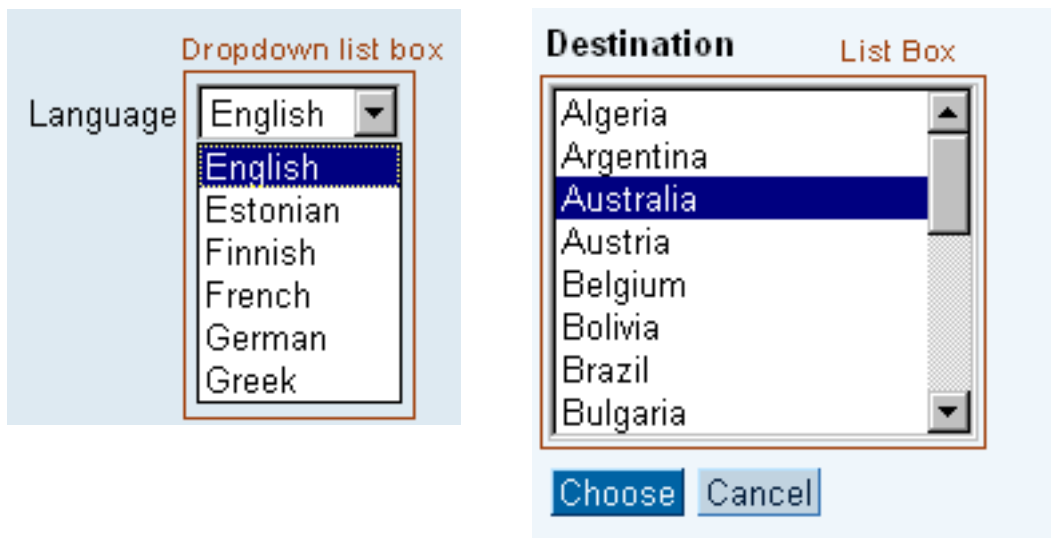 Dropdown list box
Language English
English
Estonian
Finnish
French
German
Greek
Destination List Box
Algeria
Argentina
Australia
Austria
Belgium
Bolivia
Brazil
Bulgaria
Choose Cancel